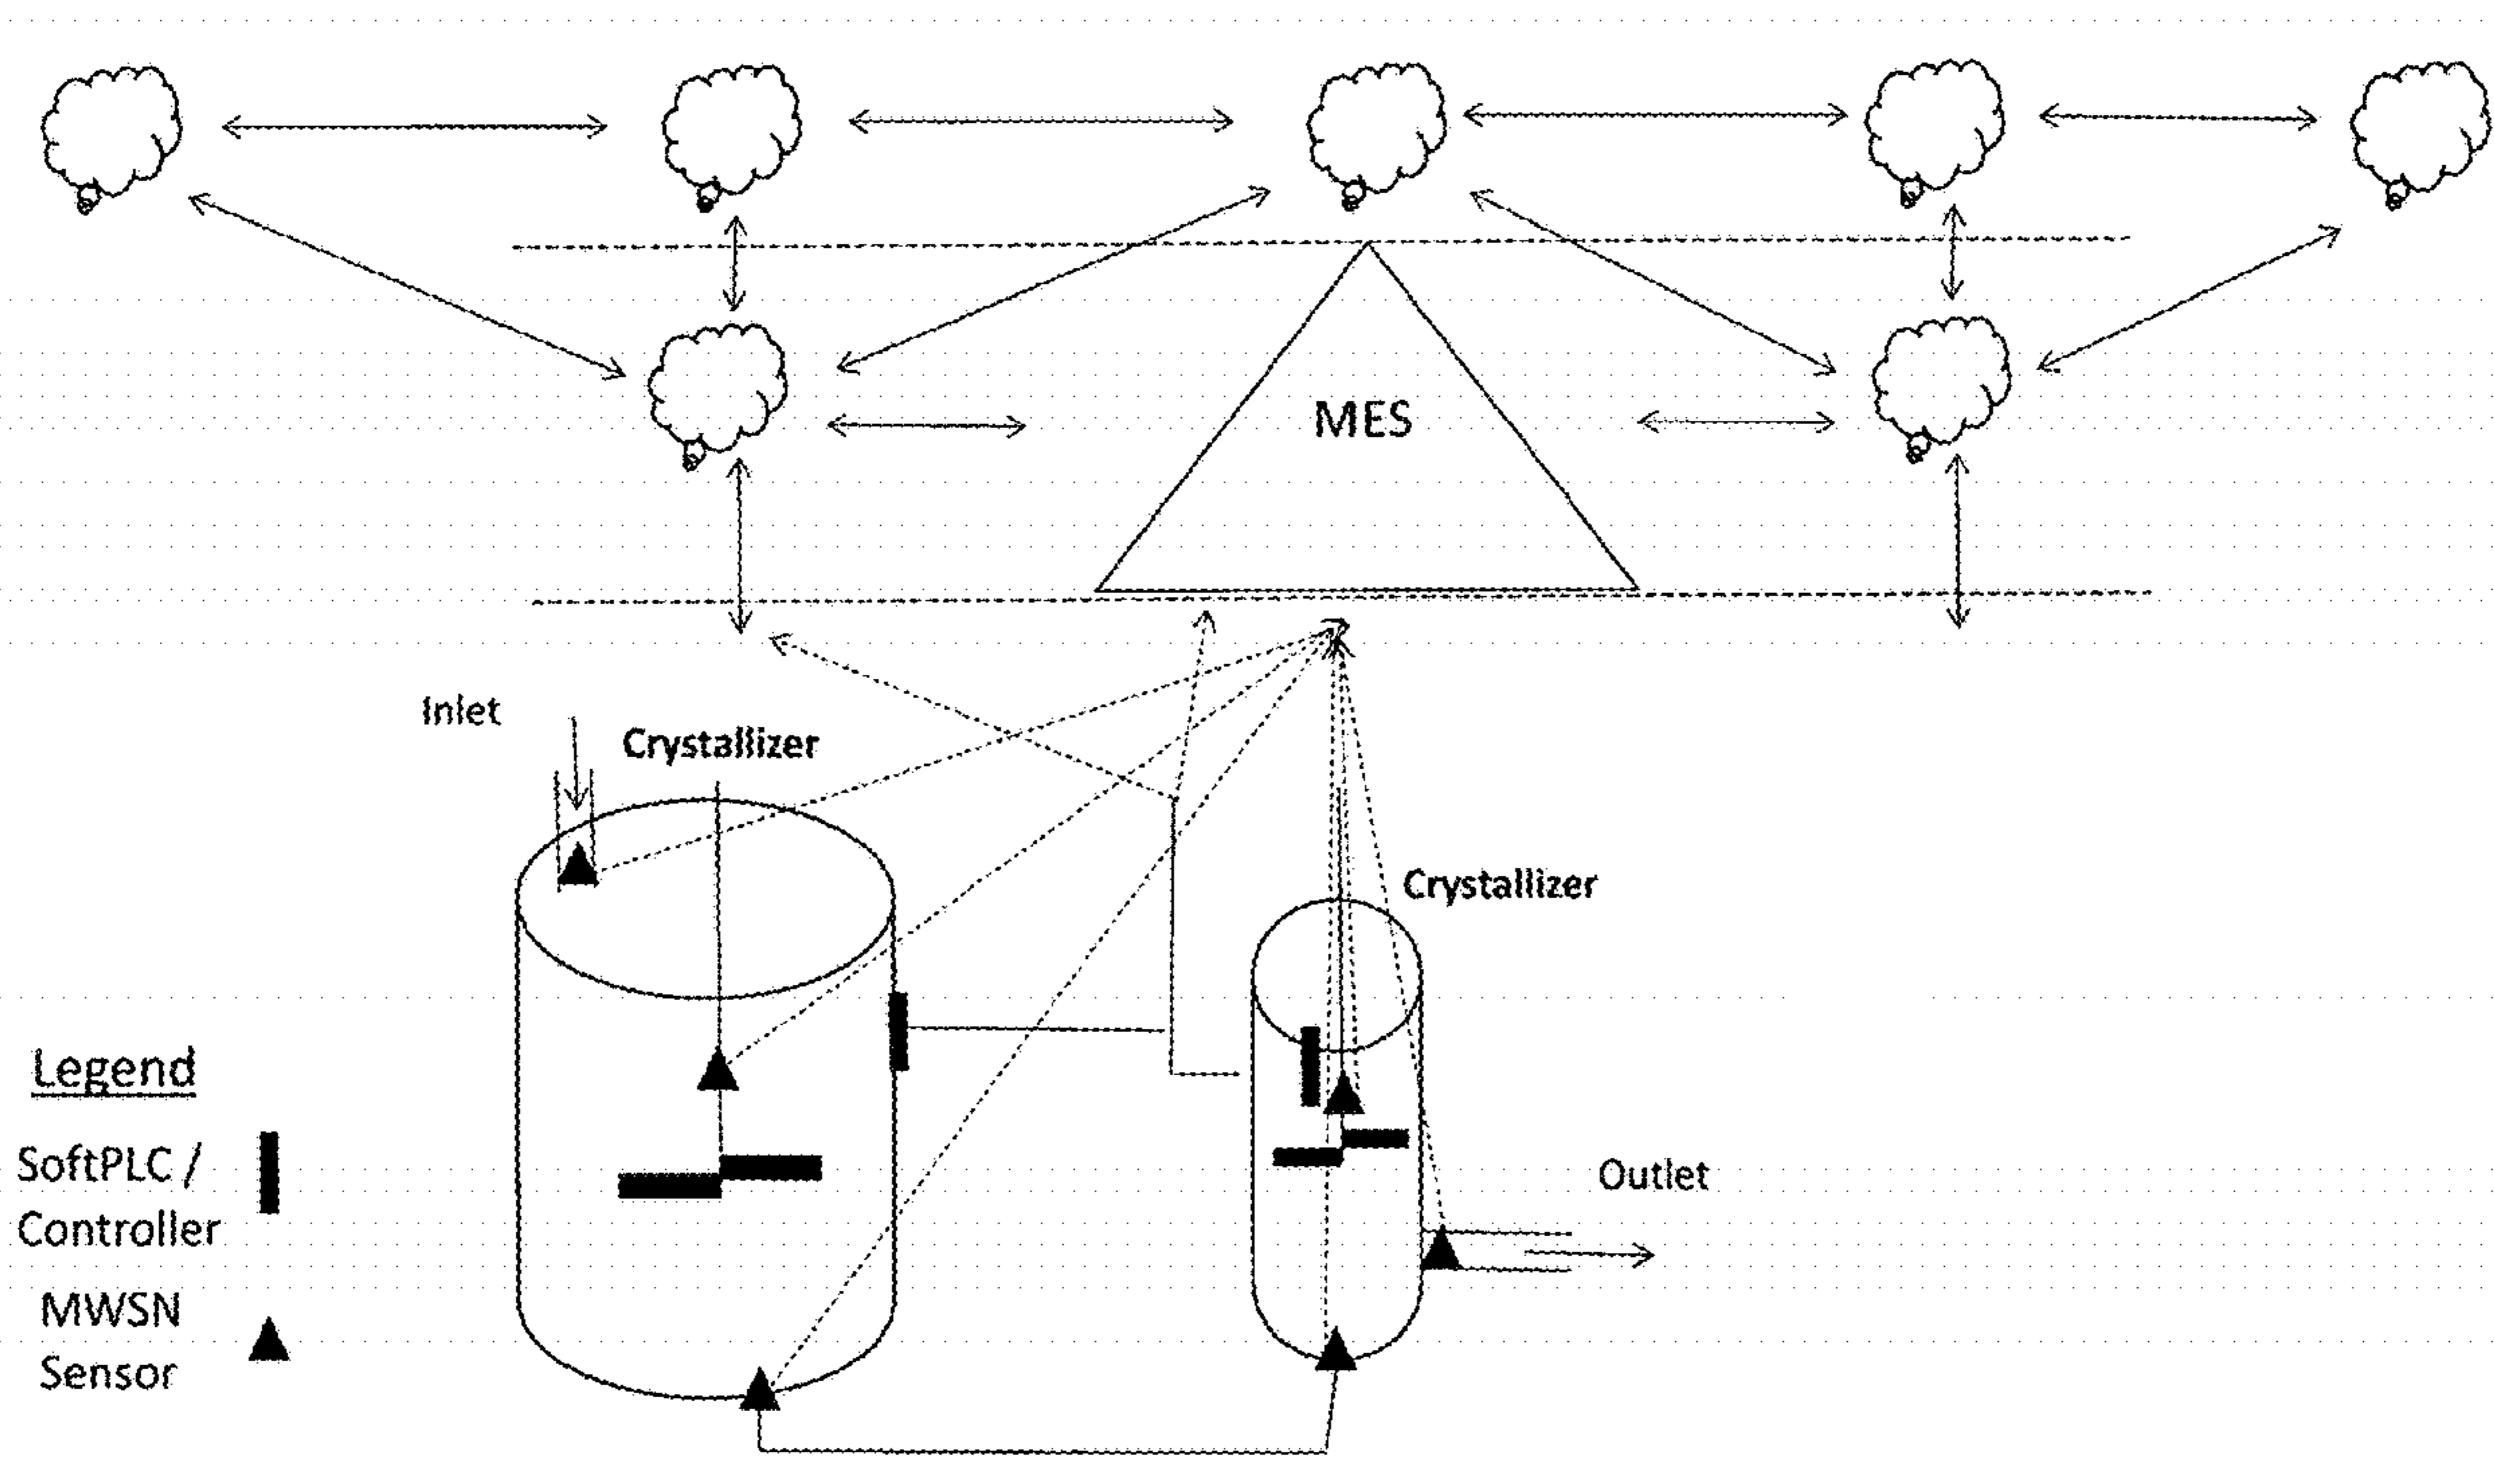 MES
Inlet
Crystallizer
Crystallizer
Legend
SoftPLC /
Controller
Outlet
MWSN
Sensor